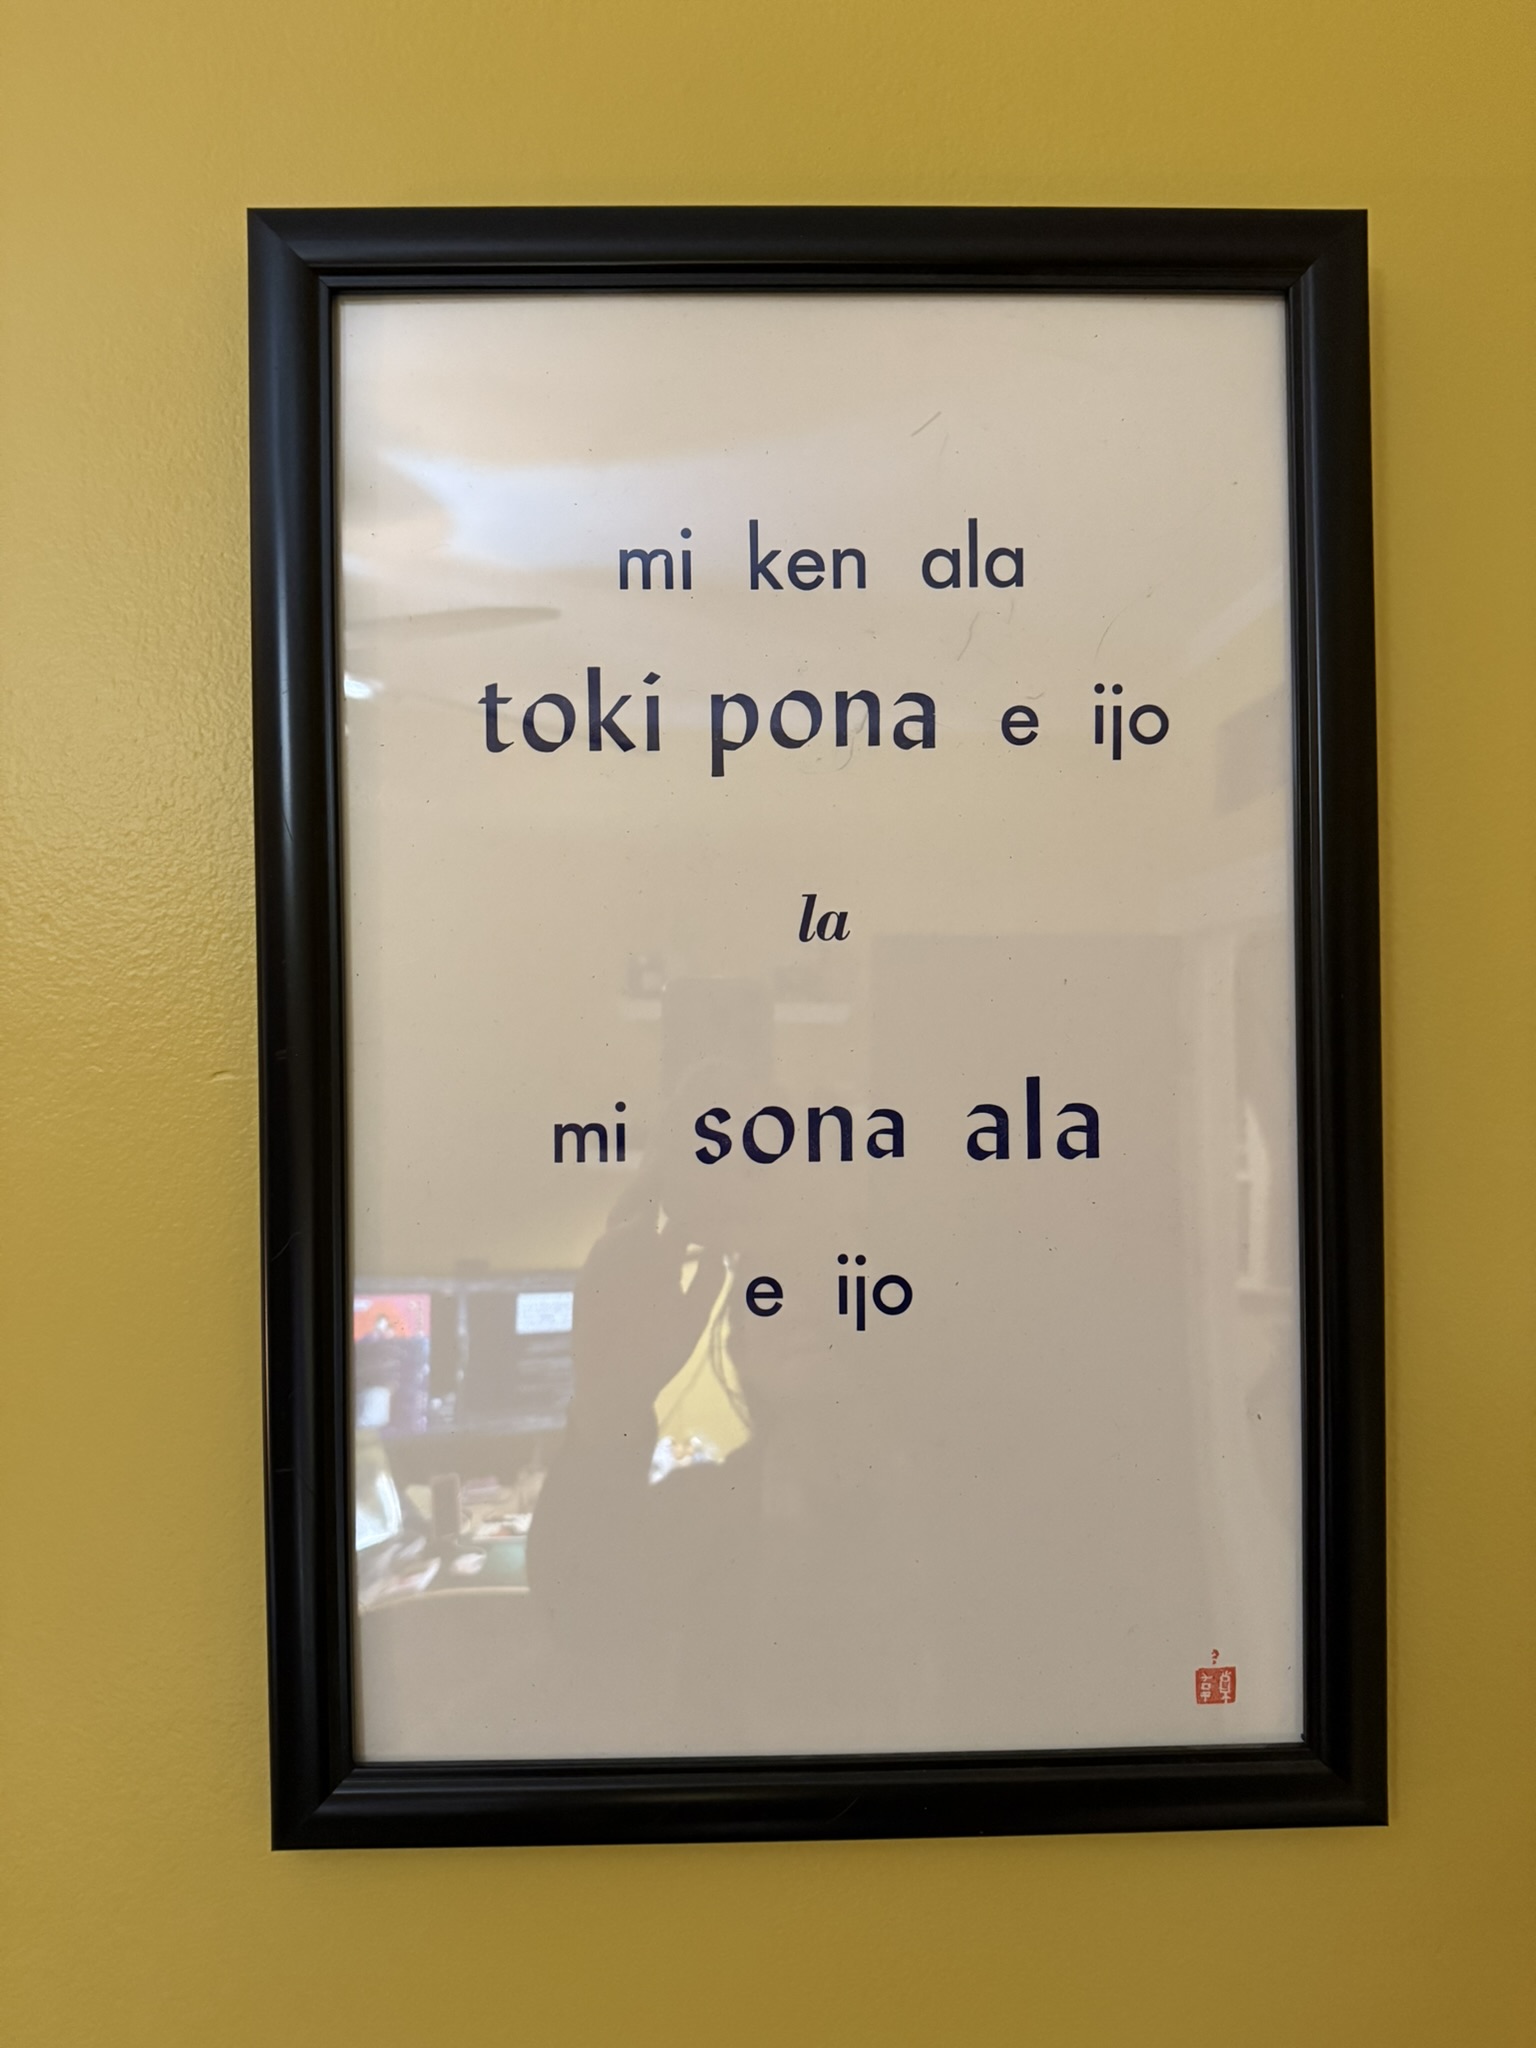 mi ken ala
toki pona e ijo
la
mi sona ala
e ijo